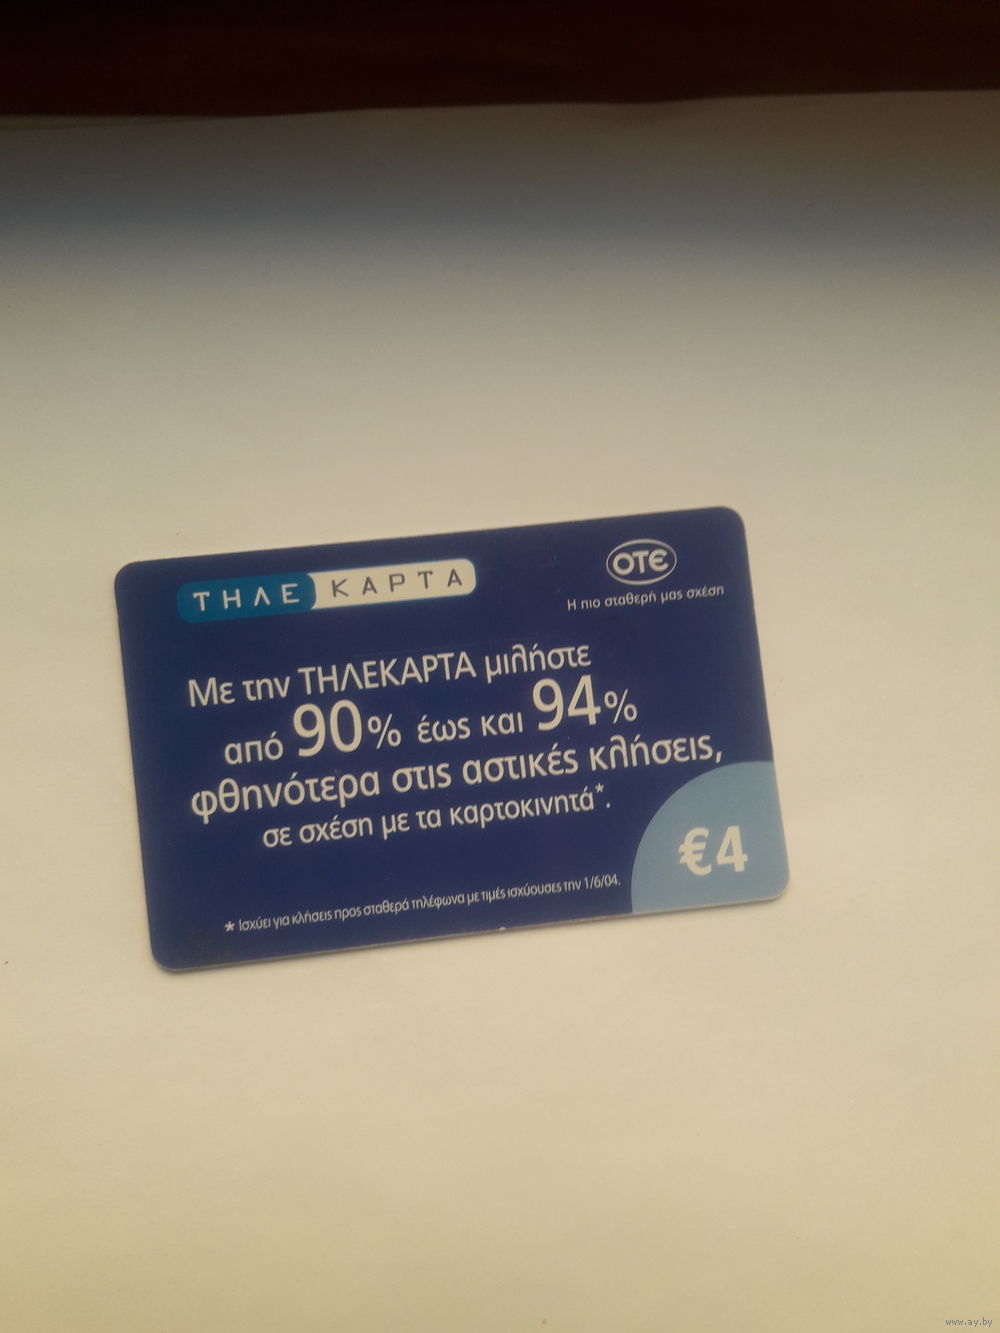 ΤΗΛΕΚΑΡΤΑ
ΟΤΕ
Η πιο σταθερή μας σχέση
Με την ΤΗΛΕΚΑΡΤΑ μιλήστε
από 90% έως και 94%
φθηνότερα στις αστικές κλήσεις,
σε σχέση με τα καρτοκινητά*.
€4
* Ισχύει για κλήσεις προς σταθερά τηλέφωνα με τιμές ισχύουσες την 1/6/04.
www.ay.by